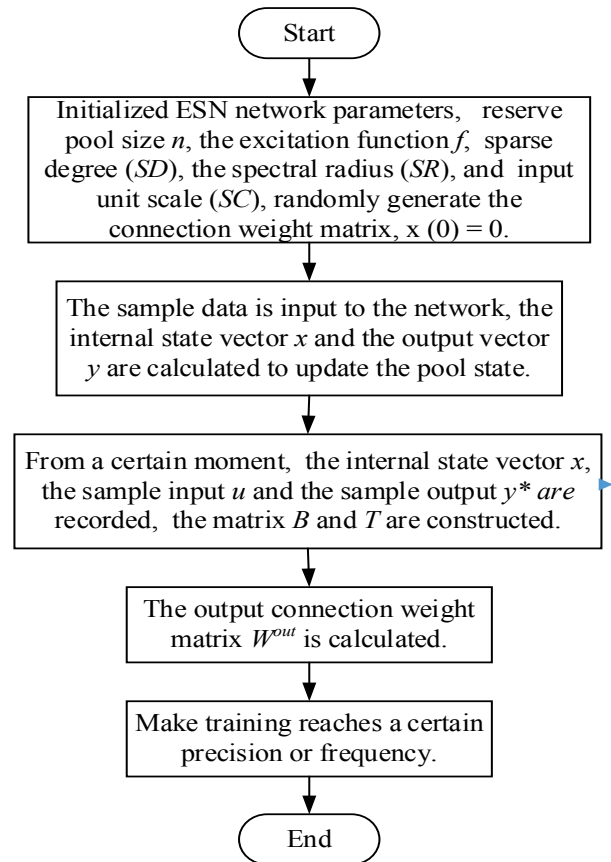 Start
Initialized ESN network parameters, reserve
pool size n, the excitation function f, sparse
degree (SD), the spectral radius (SR), and input
unit scale (SC), randomly generate the
connection weight matrix, x (0) = 0.
The sample data is input to the network, the
internal state vector x and the output vector
y are calculated to update the pool state.
From a certain moment, the internal state vector x,
the sample input u and the sample output y* are
recorded, the matrix B and T are constructed.
The output connection weight
matrix W^out is calculated.
Make training reaches a certain
precision or frequency.
End